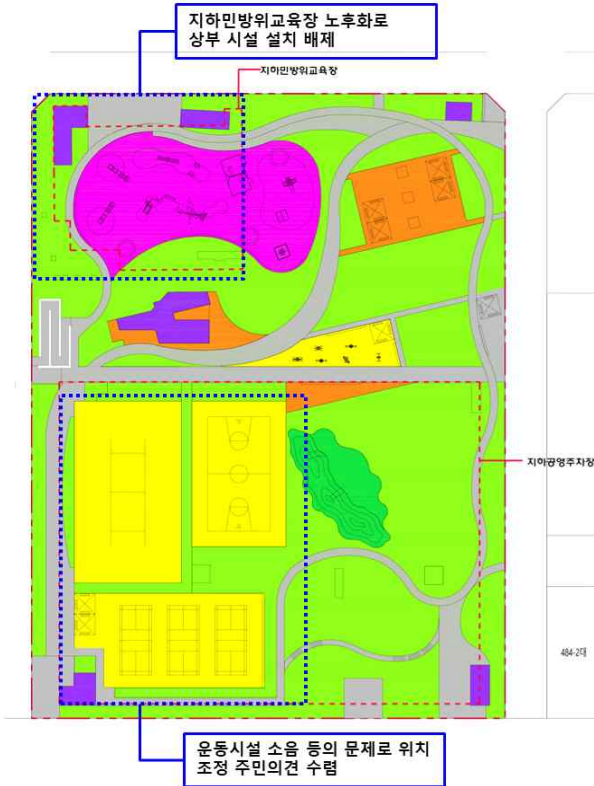 지하민방위교육장 노후화로
상부 시설 설치 배제
지하민방위교육장
지하공영주차장
484-2대
운동시설 소음 등의 문제로 위치
조정 주민의견 수렴